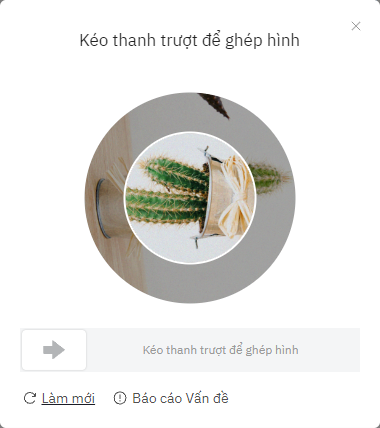 Kéo thanh trượt để ghép hình
Kéo thanh trượt để ghép hình
Làm mới Báo cáo Vấn đề